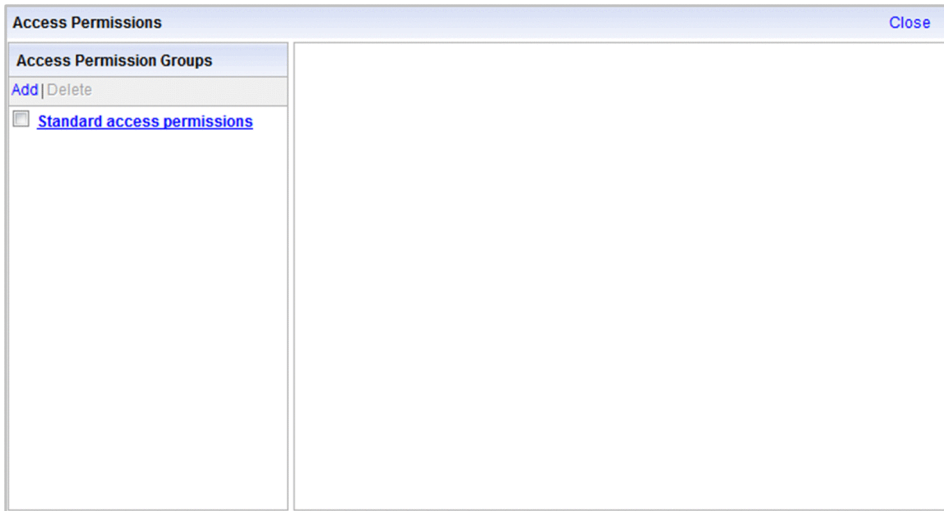 Access Permissions Close
Access Permission Groups
Add|Delete
Standard access permissions